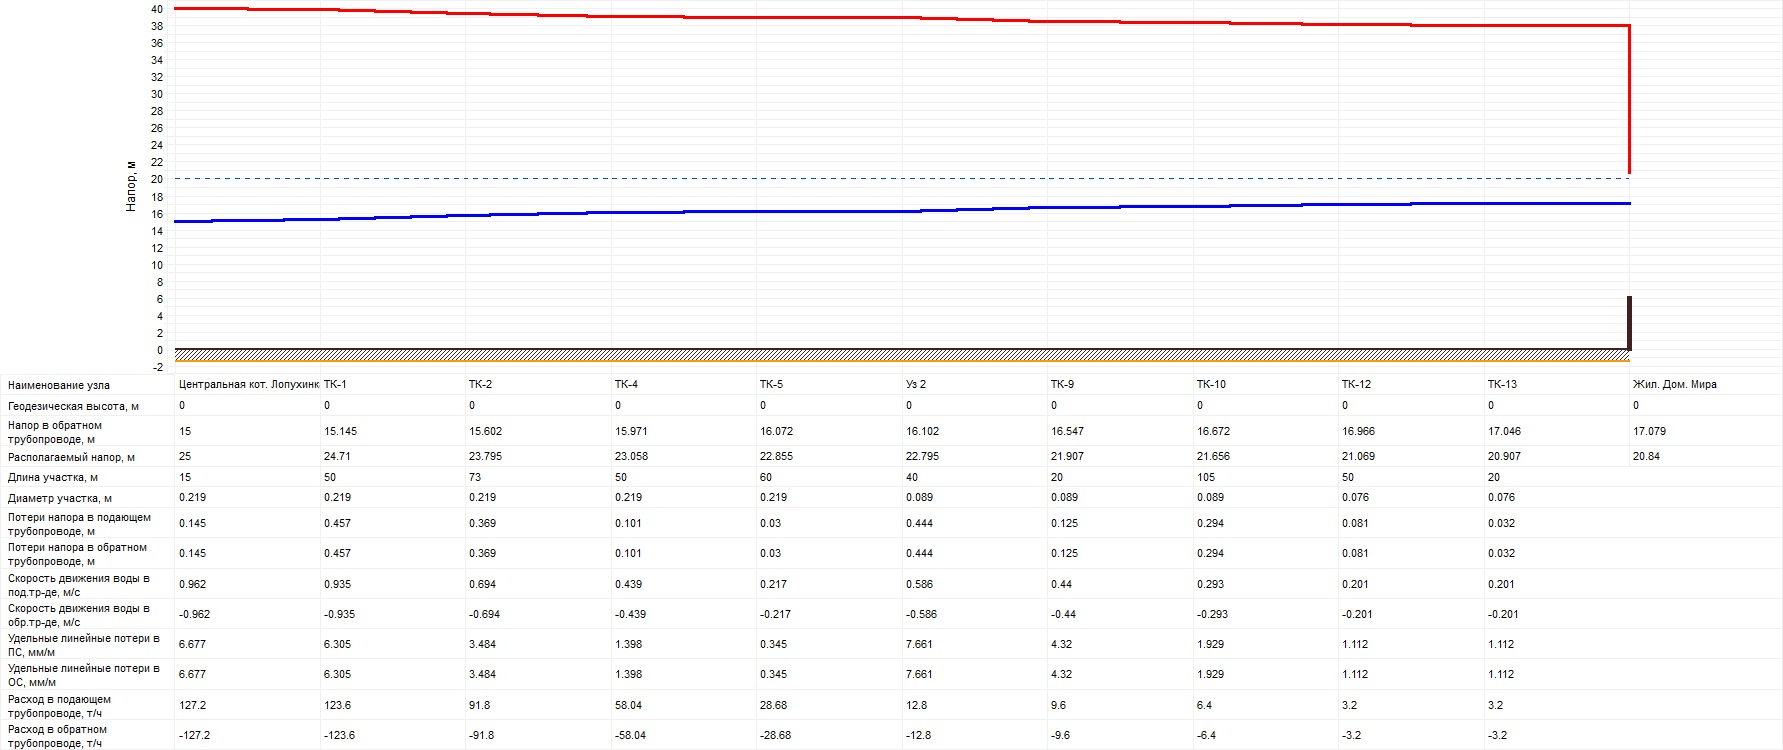 40
38
36
34
32
30
28
26
24
22
20
18
16
14
12
10
8
6
4
2
0
-2
Напор, м
Наименование узла Центральная кот. Лопухинк ТК-1 ТК-2 ТК-4 ТК-5 Уз 2 ТК-9 ТК-10 ТК-12 ТК-13 Жил. Дом. Мира
Геодезическая высота, м 0 0 0 0 0 0 0 0 0 0 0
Напор в обратном
трубопроводе, м 15 15.145 15.602 15.971 16.072 16.102 16.547 16.672 16.966 17.046 17.079
Располагаемый напор, м 25 24.71 23.795 23.058 22.855 22.795 21.907 21.656 21.069 20.907 20.84
Длина участка, м 15 50 73 50 60 40 20 105 50 20
Диаметр участка, м 0.219 0.219 0.219 0.219 0.219 0.089 0.089 0.089 0.076 0.076
Потери напора в подающем
трубопроводе, м 0.145 0.457 0.369 0.101 0.03 0.444 0.125 0.294 0.081 0.032
Потери напора в обратном
трубопроводе, м 0.145 0.457 0.369 0.101 0.03 0.444 0.125 0.294 0.081 0.032
Скорость движения воды в
под.тр-де, м/с 0.962 0.935 0.694 0.439 0.217 0.586 0.44 0.293 0.201 0.201
Скорость движения воды в
обр.тр-де, м/с -0.962 -0.935 -0.694 -0.439 -0.217 -0.586 -0.44 -0.293 -0.201 -0.201
Удельные линейные потери в
ПС, мм/м 6.677 6.305 3.484 1.398 0.345 7.661 4.32 1.929 1.112 1.112
Удельные линейные потери в
ОС, мм/м 6.677 6.305 3.484 1.398 0.345 7.661 4.32 1.929 1.112 1.112
Расход в подающем
трубопроводе, т/ч 127.2 123.6 91.8 58.04 28.68 12.8 9.6 6.4 3.2 3.2
Расход в обратном
трубопроводе, т/ч -127.2 -123.6 -91.8 -58.04 -28.68 -12.8 -9.6 -6.4 -3.2 -3.2